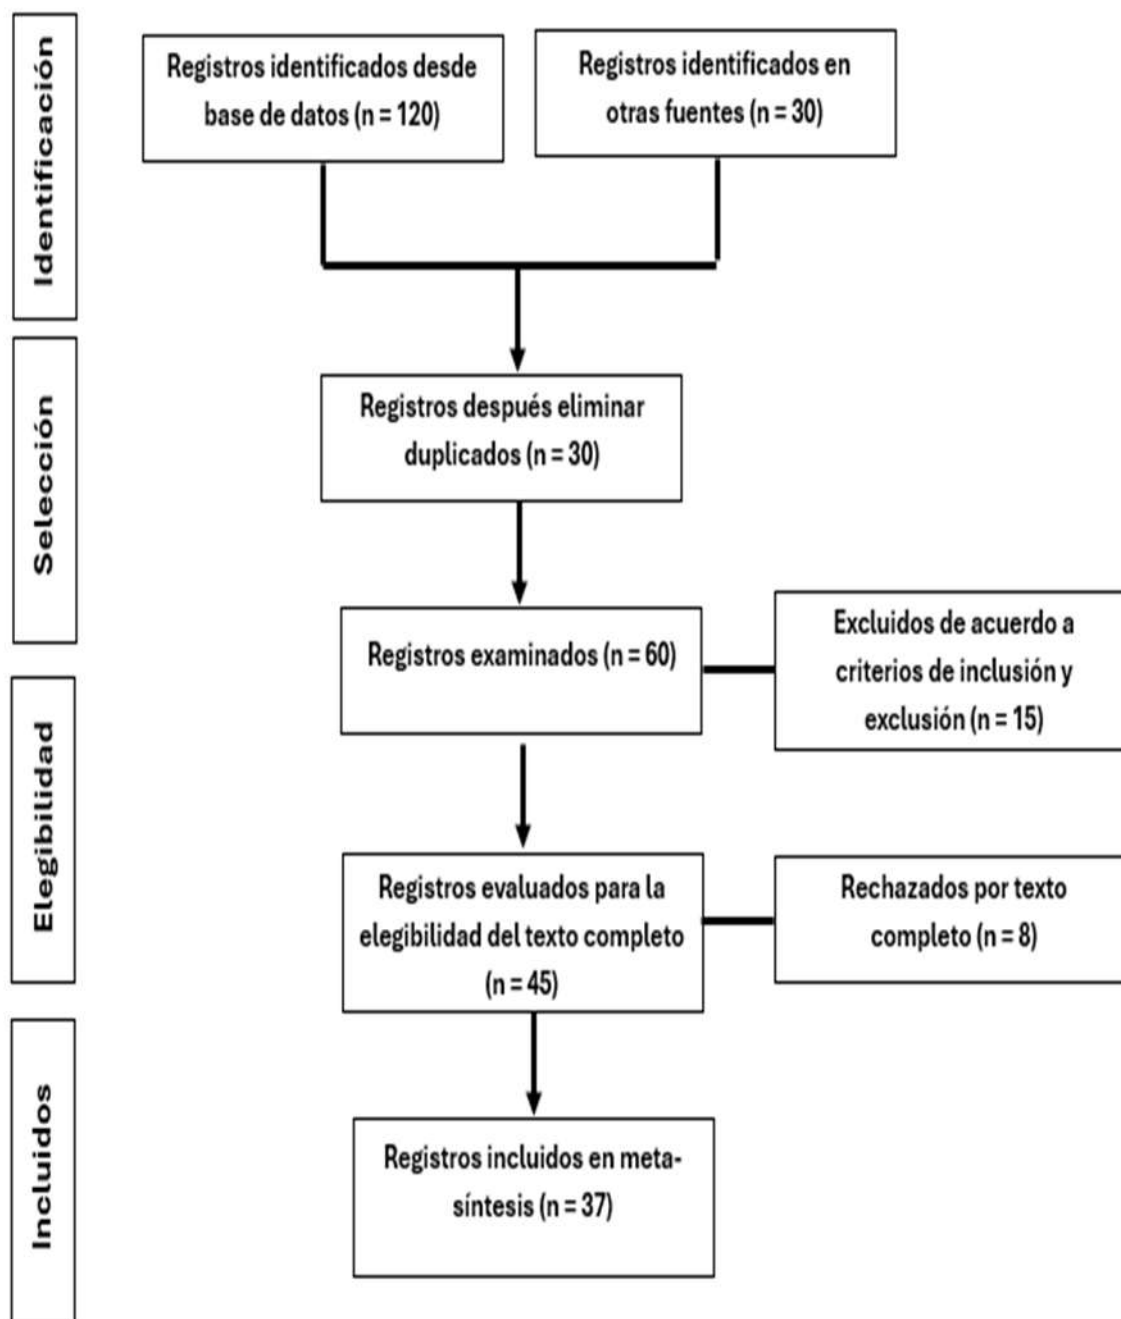 Identificación
Registros identificados desde
base de datos (n = 120)
Registros identificados en
otras fuentes (n = 30)
Selección
Registros después eliminar
duplicados (n = 30)
Registros examinados (n = 60)
Excluidos de acuerdo a
criterios de inclusión y
exclusión (n = 15)
Elegibilidad
Registros evaluados para la
elegibilidad del texto completo
(n = 45)
Rechazados por texto
completo (n = 8)
Incluidos
Registros incluidos en meta-
síntesis (n = 37)